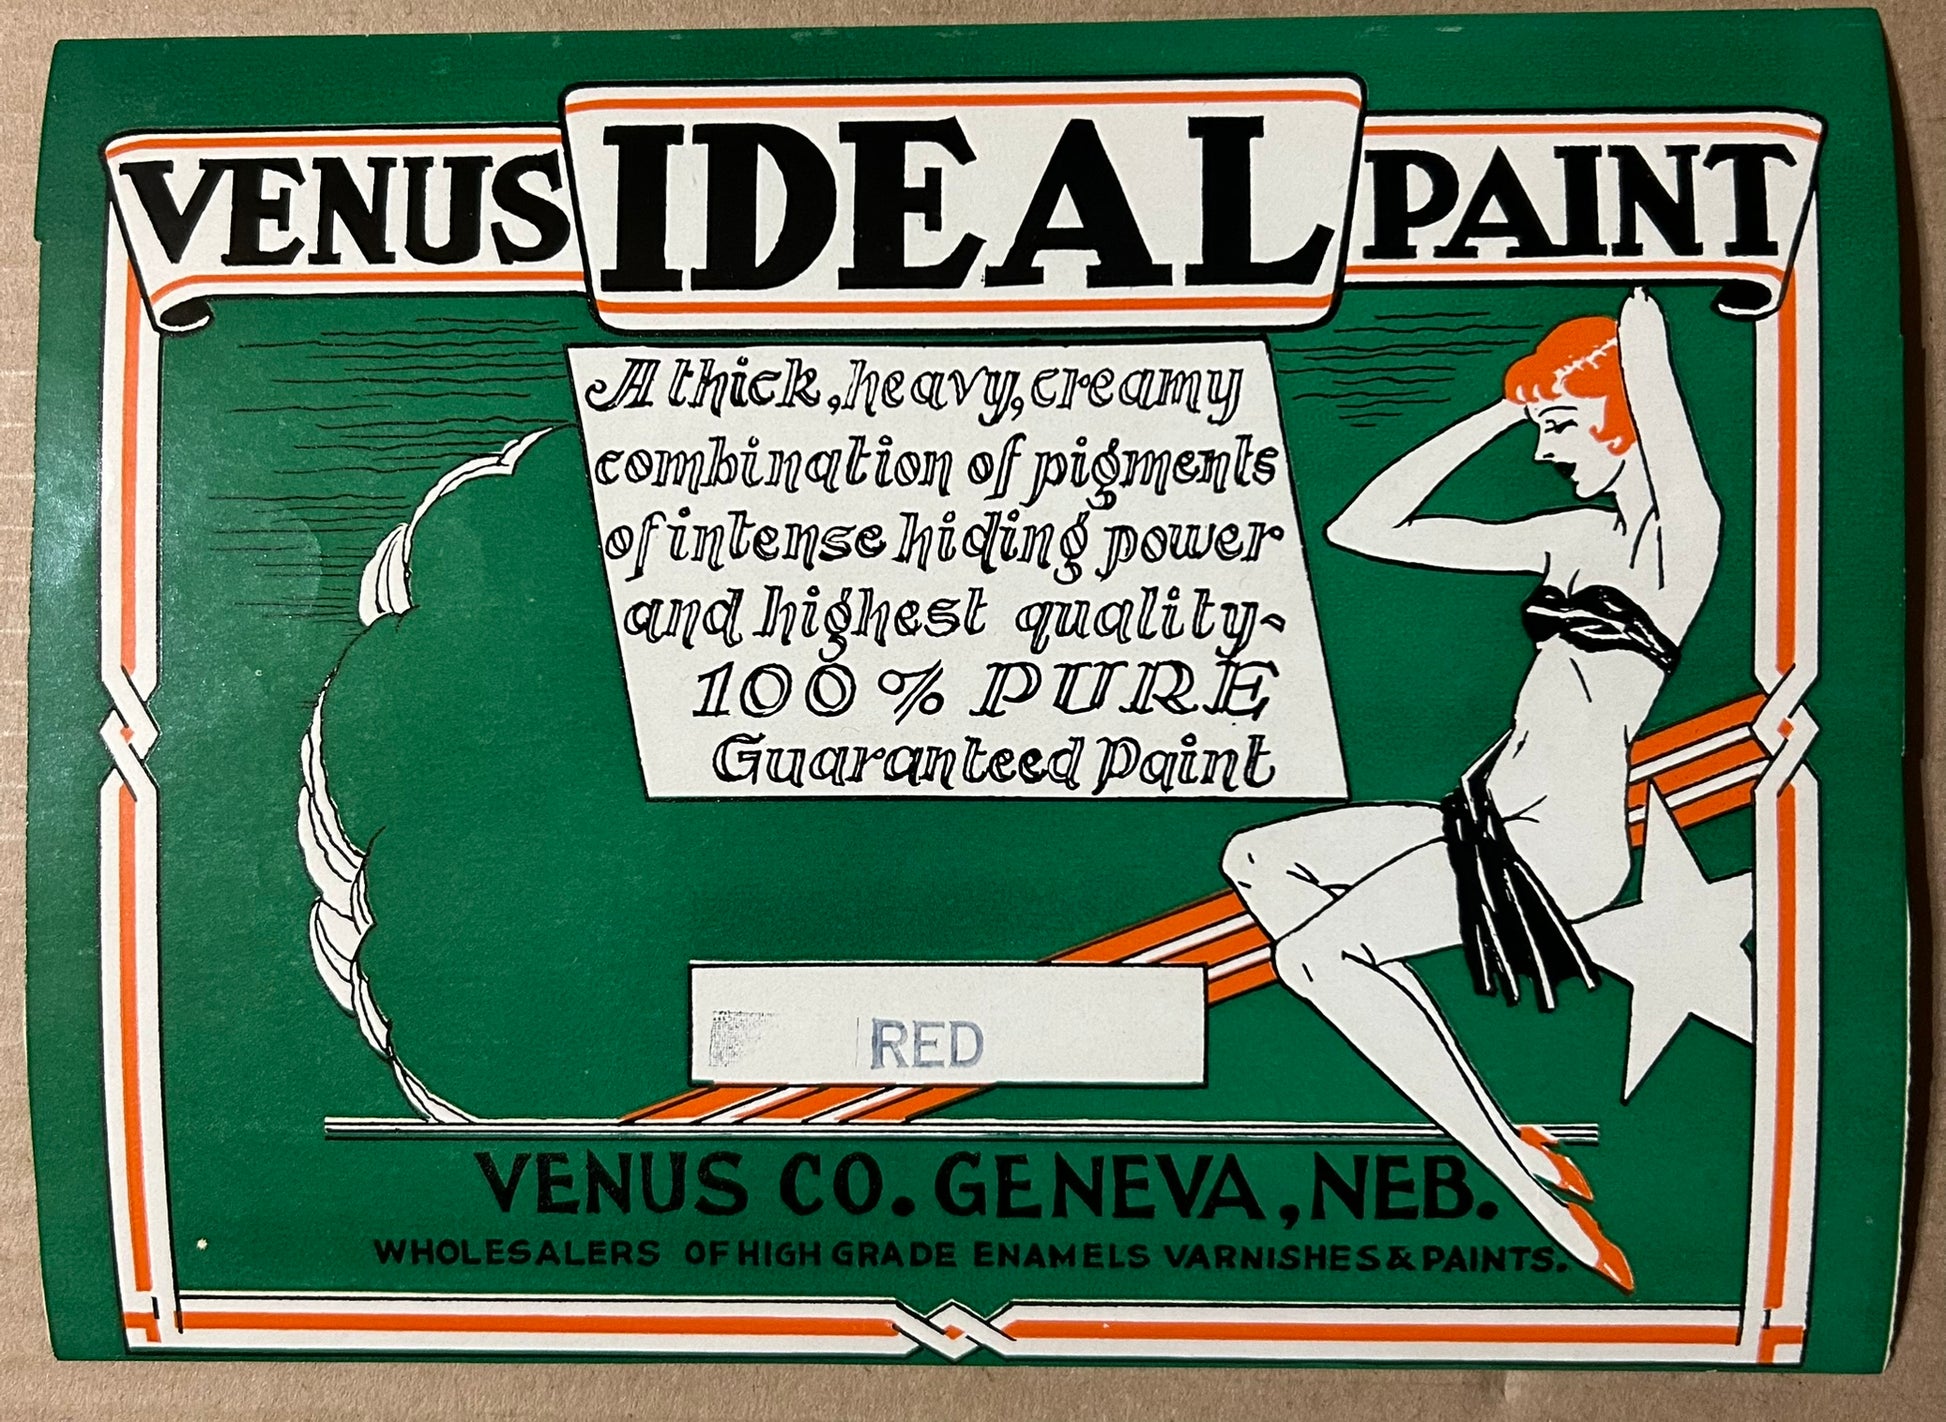 VENUS IDEAL PAINT
A thick, heavy, creamy
combination of pigments
of intense hiding power
and highest quality-
100% PURE
Guaranteed Paint
RED
VENUS CO. GENEVA, NEB.
WHOLESALERS OF HIGH GRADE ENAMELS VARNISHES & PAINTS.